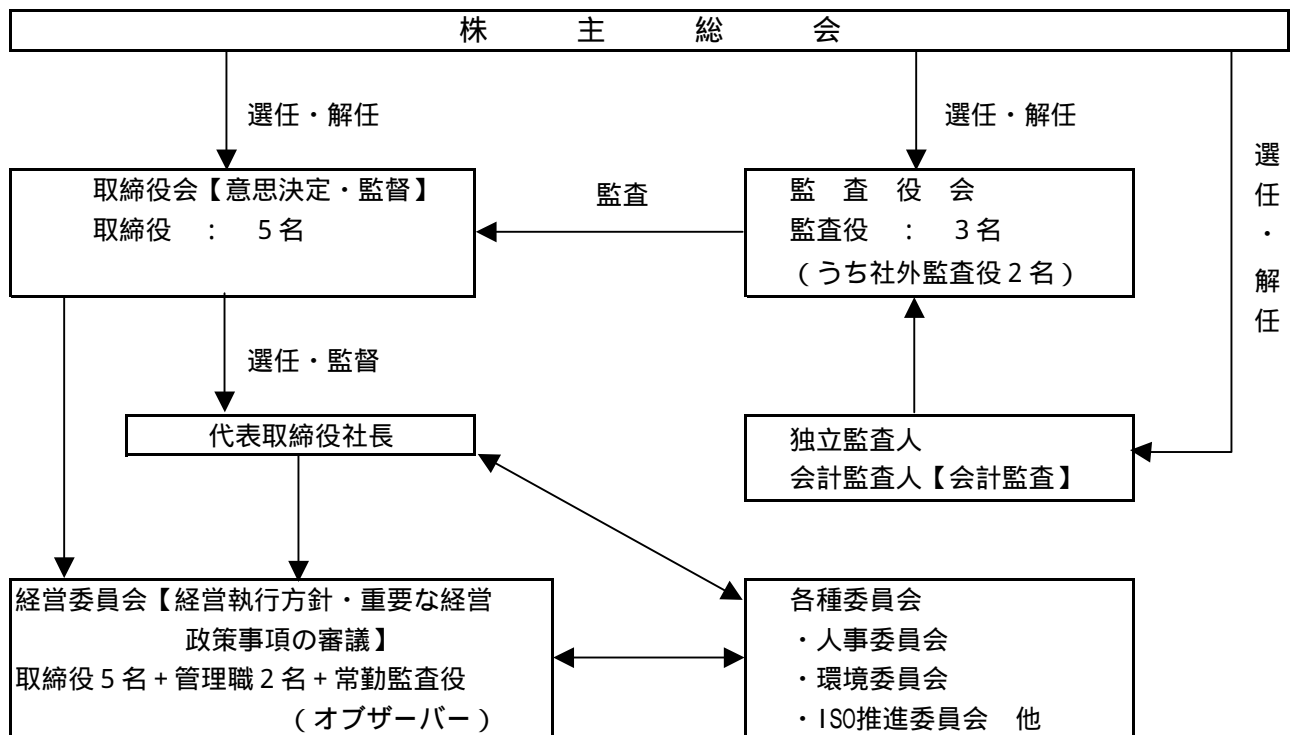 株主総会
選任・解任
選任・解任
選任・解任
取締役会【意思決定・監督】
取締役 : 5名
監査
監査役会
監査役 : 3名
(うち社外監査役2名)
選任・監督
代表取締役社長
独立監査人
会計監査人【会計監査】
経営委員会【経営執行方針・重要な経営
政策事項の審議】
取締役5名+管理職2名+常勤監査役
(オブザーバー)
各種委員会
・人事委員会
・環境委員会
・ISO推進委員会 他